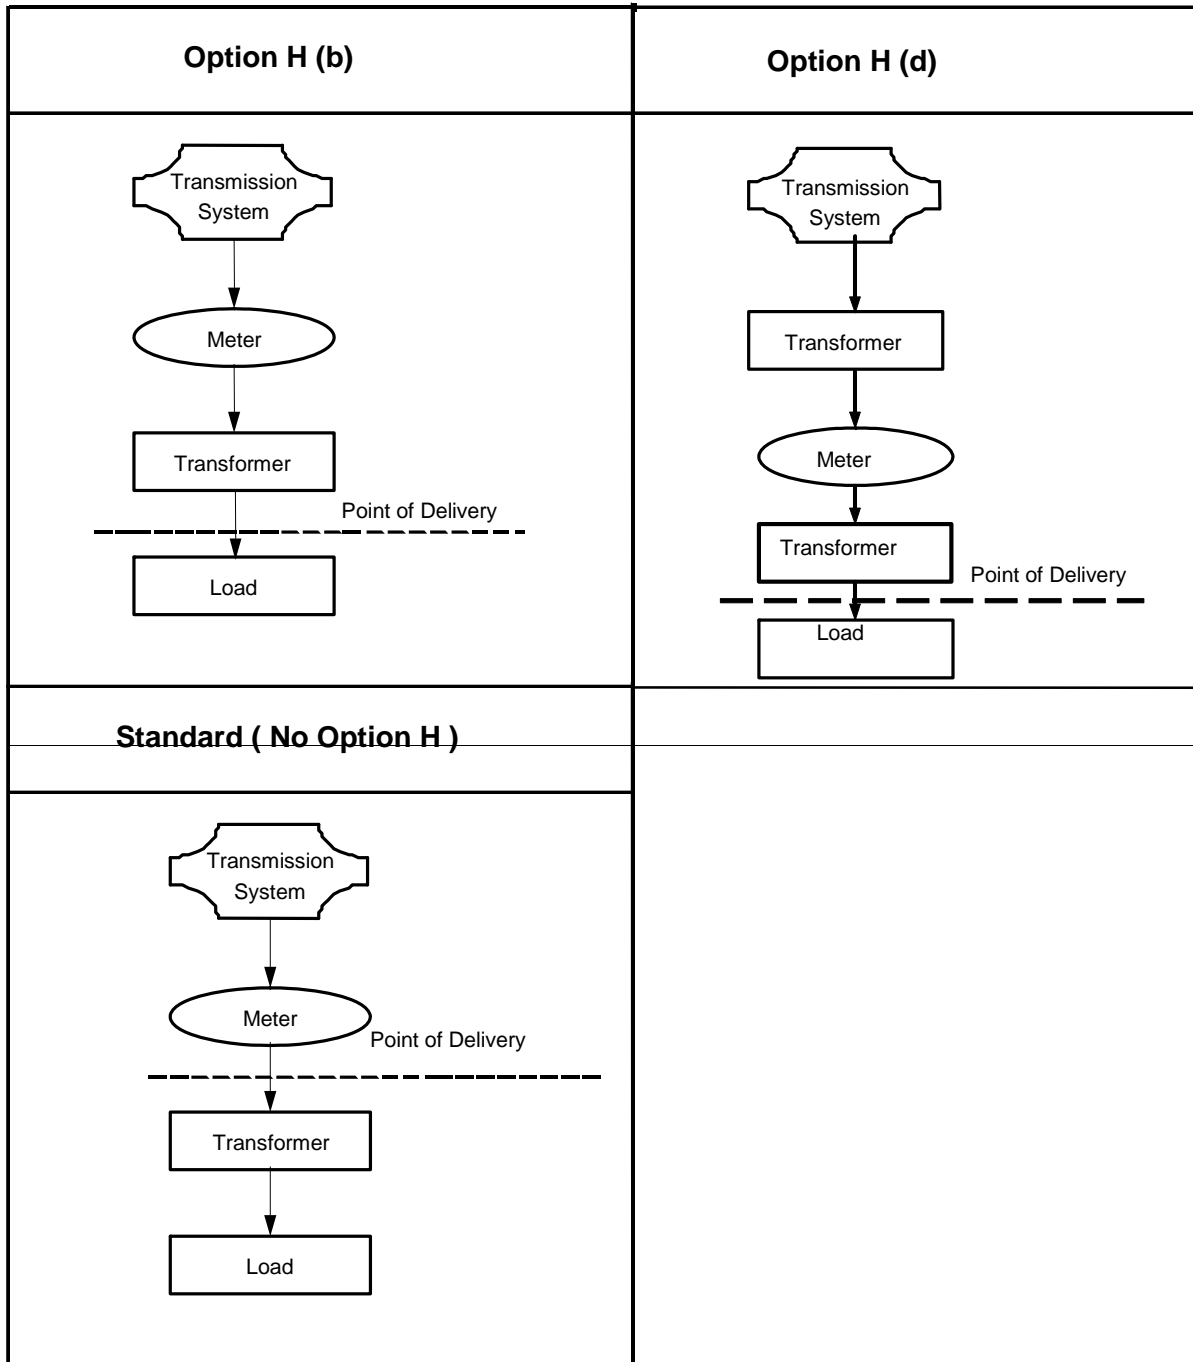 Option H (b)
Transmission
System
Meter
Transformer
Point of Delivery
Load
Option H (d)
Transmission
System
Transformer
Meter
Transformer
Point of Delivery
Load
Standard ( No Option H )
Transmission
System
Meter
Point of Delivery
Transformer
Load